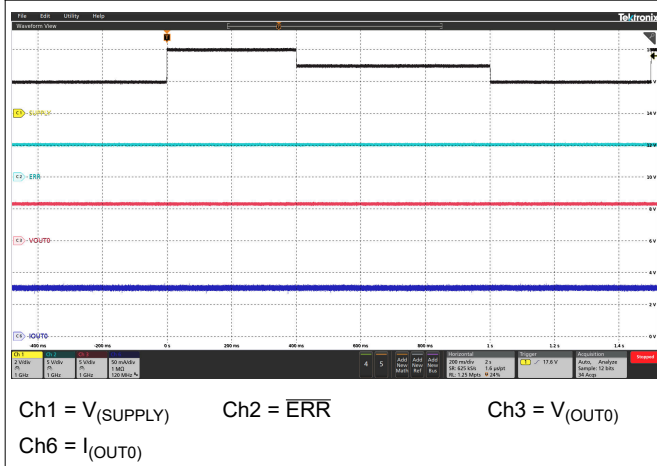 File Edit Utility Help
Tektronix
Waveform View
C1 SUPPLY
14 V
12 V
C2 ERR
10 V
8 V
C3 VOUT0
6 V
4 V
2 V
C6 IOUT0
0 V
-400 ms -200 ms 0 s 200 ms 400 ms 600 ms 800 ms 1 s 1.2 s 1.4 s
Ch 1 Ch 2 Ch 3 Horizontal Trigger Acquisition
2 V/div 5 V/div 5 V/div 50 mA/div 4 5 Add New Math Add New Ref Add New Bus 200 ms/div 2 s 1 17.6 V Auto, Analyze Stopped
1 MΩ SR: 625 kS/s 1.6 µs/pt Sample: 12 bits
1 GHz 1 GHz 1 GHz 120 MHz RL: 1.25 Mpts 24% 34 Acqs
Ch1 = V(SUPPLY) Ch2 = ERR Ch3 = V(OUT0)
Ch6 = I(OUT0)